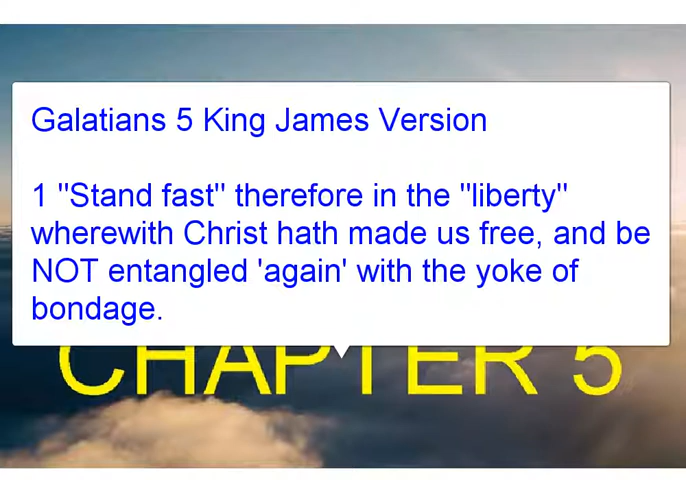 Galatians 5 King James Version
1 "Stand fast" therefore in the "liberty"
wherewith Christ hath made us free, and be
NOT entangled 'again' with the yoke of
bondage.
CHAPTER 5